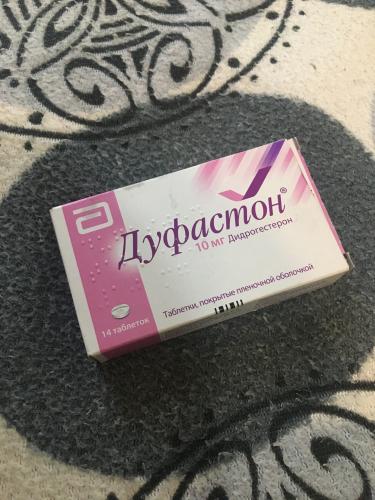 Дуфастон®
10 мг Дидрогестерон
Таблетки, покрытые пленочной оболочкой
14 таблеток